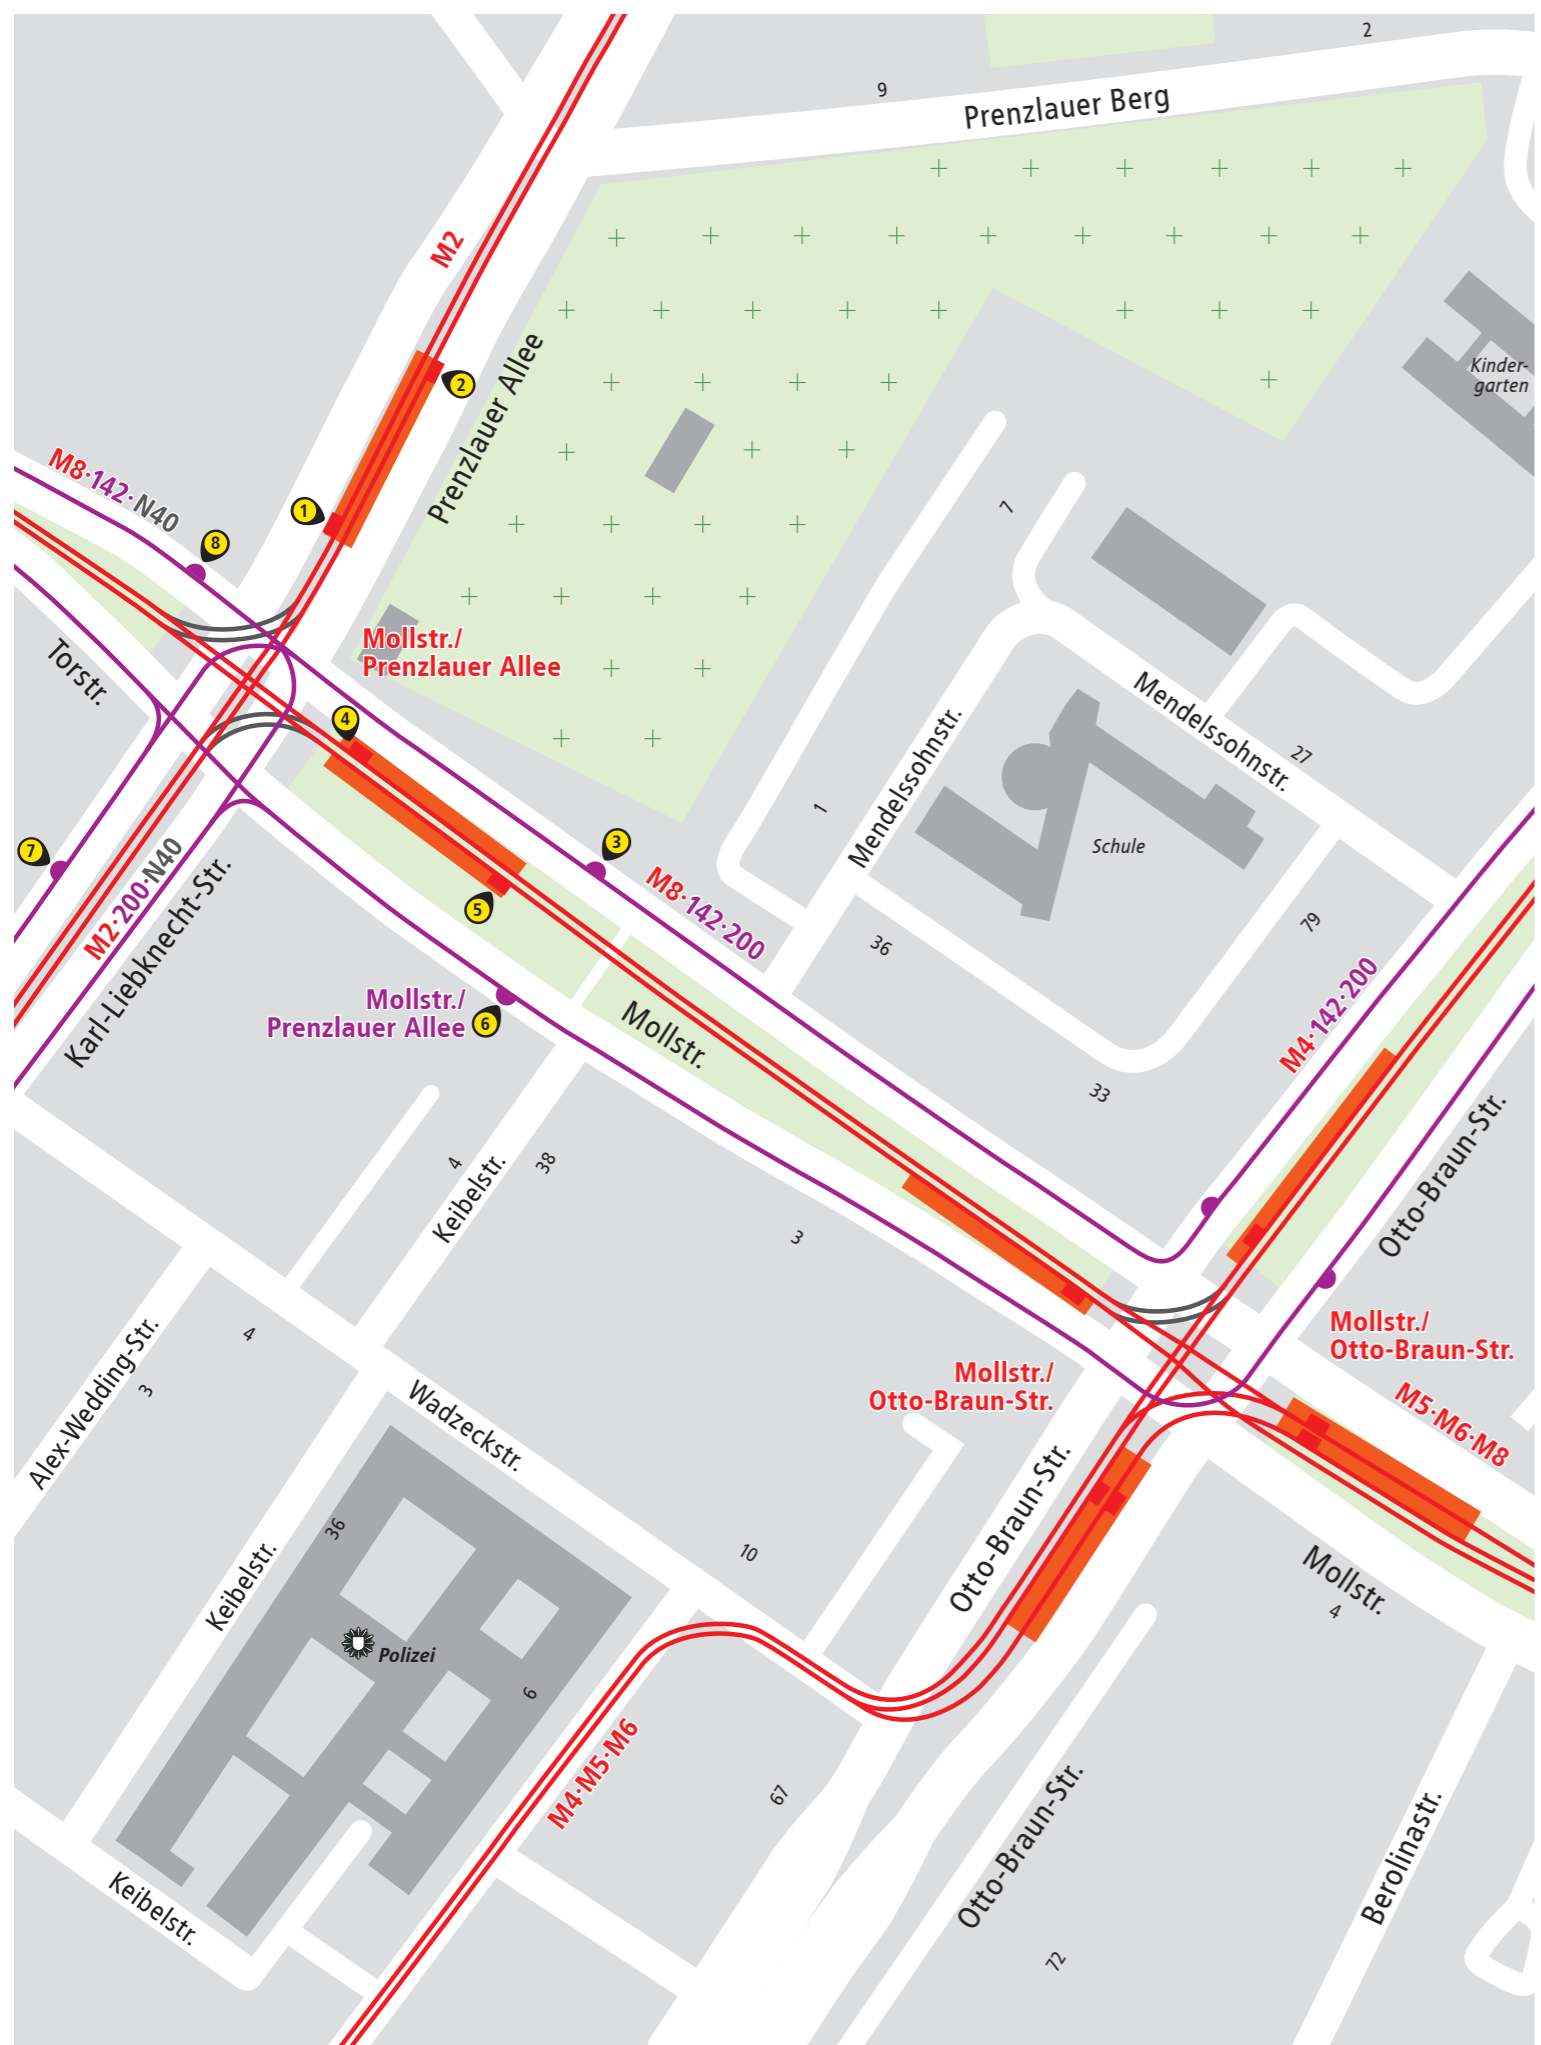 2
9
Prenzlauer Berg
M2
Prenzlauer Allee
2
Kinder-
garten
M8·142·N40
1
8
7
Mollstr./
Prenzlauer Allee
Torstr.
4
Mendelssohnstr.
27
Mendelssohnstr.
1
Schule
7
3
M2·200·N40
Karl-Liebknecht-Str.
5
M8·142·200
36
79
M4·142·200
Mollstr./
Prenzlauer Allee
6
Mollstr.
33
Otto-Braun-Str.
4
Keibelstr.
38
3
Alex-Wedding-Str.
3
4
Mollstr./
Otto-Braun-Str.
Mollstr./
Otto-Braun-Str.
M5·M6·M8
Wadzeckstr.
Otto-Braun-Str.
36
Keibelstr.
10
Mollstr.
4
Polizei
6
M4·M5·M6
67
Otto-Braun-Str.
Berolinastr.
Keibelstr.
72